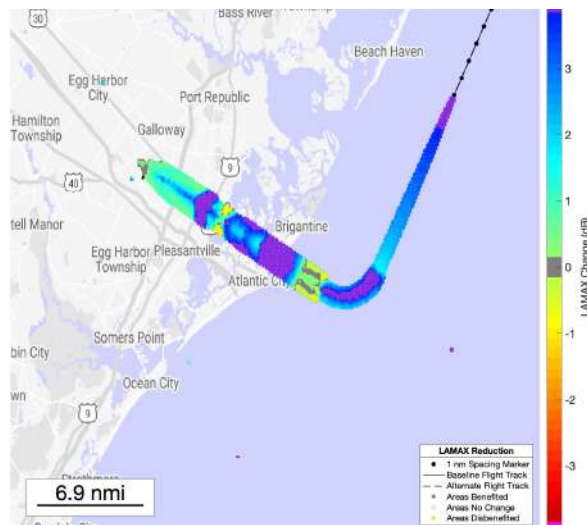 30
Township
BASS RIVER
Beach Haven
Egg Harbor
City
Port Republic
Hamilton
Township
Galloway
9
40
Brigantine
tell Manor
Egg Harbor
Township
Pleasantville
Atlantic City
Somers Point
bin City
Ocean City
wn
9
6.9 nmi
3
2
1
0
-1
-2
-3
LAMAX Change (dB)
LAMAX Reduction
1 nm Spacing Marker
Baseline Flight Track
Alternate Flight Track
Areas Benefited
Areas No Change
Areas Disbenefited